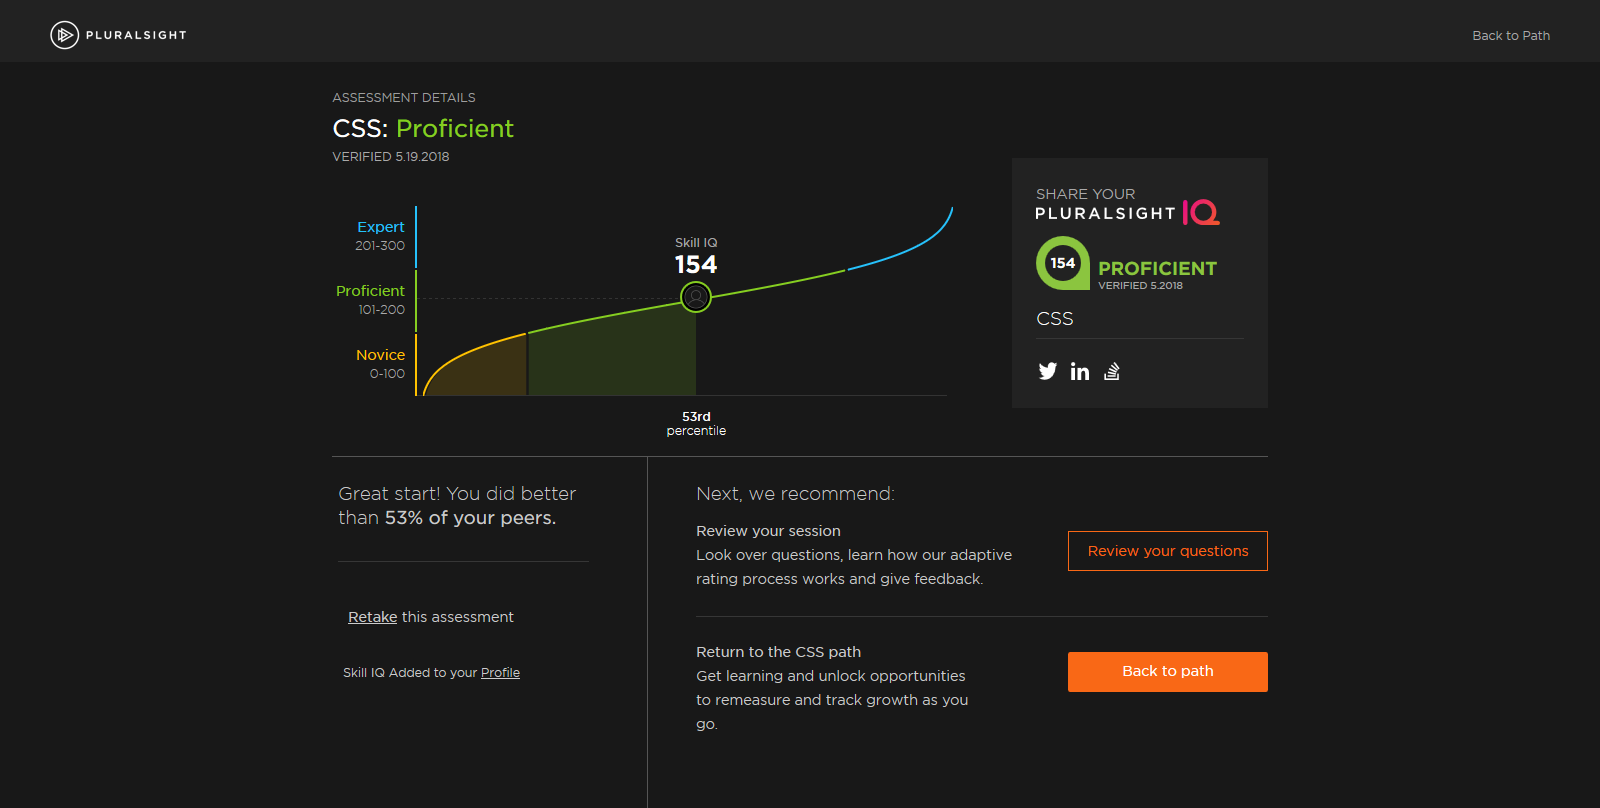 PLURALSIGHT
Back to Path
ASSESSMENT DETAILS
CSS: Proficient
VERIFIED 5.19.2018
Expert
201-300
Proficient
101-200
Novice
0-100
Skill IQ
154
53rd
percentile
SHARE YOUR
PLURALSIGHT IQ
154
PROFICIENT
VERIFIED 5.2018
CSS
in
Great start! You did better
than 53% of your peers.
Retake this assessment
Skill IQ Added to your Profile
Next, we recommend:
Review your session
Look over questions, learn how our adaptive
rating process works and give feedback.
Review your questions
Return to the CSS path
Get learning and unlock opportunities
to remeasure and track growth as you
go.
Back to path